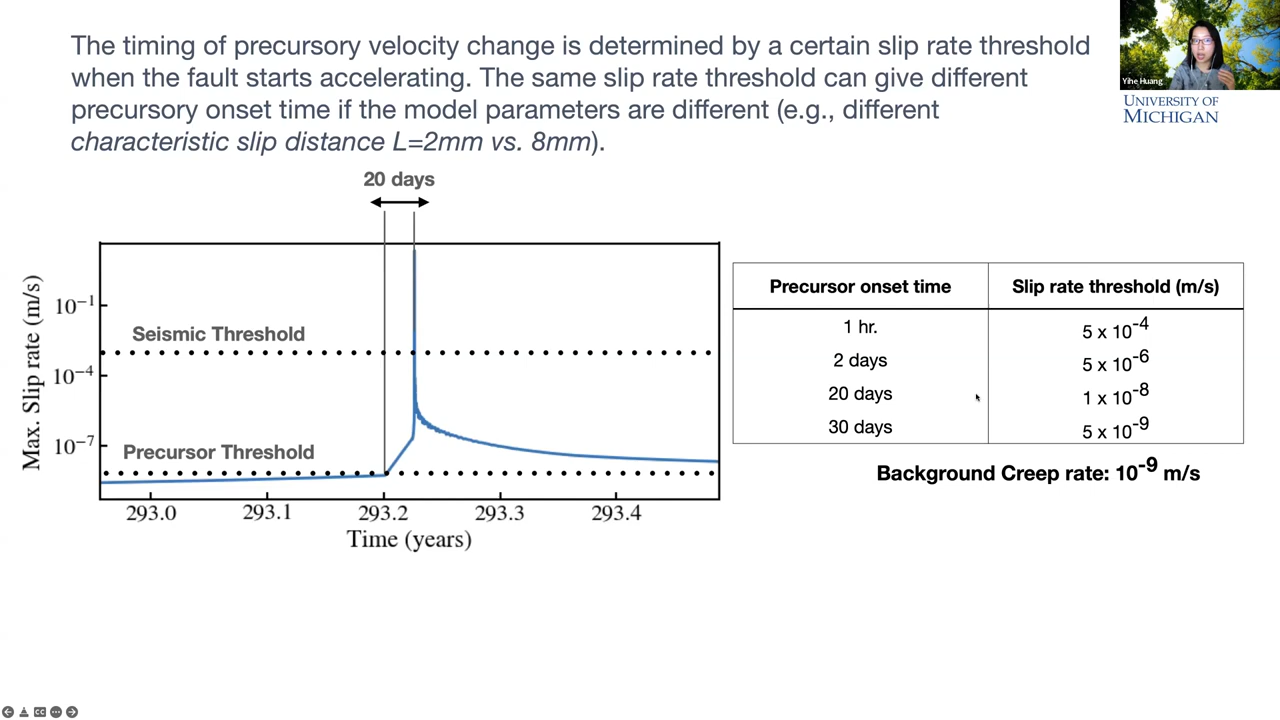 The timing of precursory velocity change is determined by a certain slip rate threshold
when the fault starts accelerating. The same slip rate threshold can give different
precursory onset time if the model parameters are different (e.g., different
characteristic slip distance L=2mm vs. 8mm).
Yihe Huang
UNIVERSITY OF
MICHIGAN
20 days
Max. Slip rate (m/s)
10⁻¹
10⁻⁴
10⁻⁷
Seismic Threshold
Precursor Threshold
293.0 293.1 293.2 293.3 293.4
Time (years)
Precursor onset time Slip rate threshold (m/s)
1 hr. 5 x 10⁻⁴
2 days 5 x 10⁻⁶
20 days 1 x 10⁻⁸
30 days 5 x 10⁻⁹
Background Creep rate: 10⁻⁹ m/s